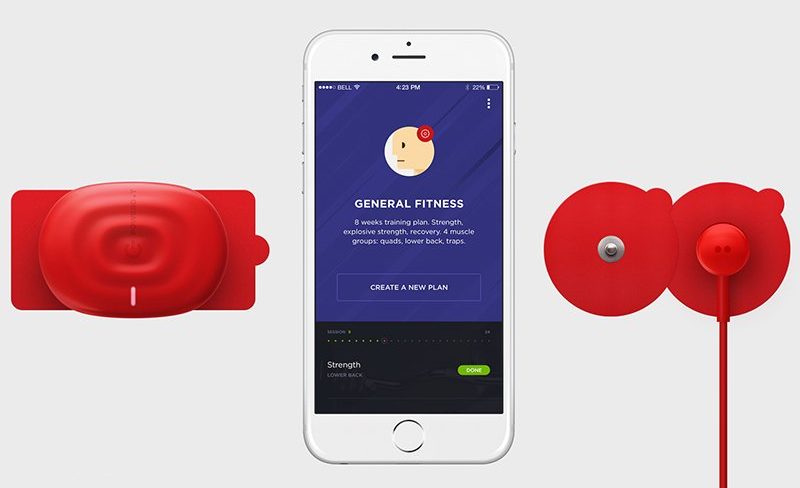 BELL 4:23 PM 22%
GENERAL FITNESS
8 weeks training plan. Strength,
explosive strength, recovery. 4 muscle
groups: quads, lower back, traps.
CREATE A NEW PLAN
SESSION 9 24
Strength DONE
LOWER BACK